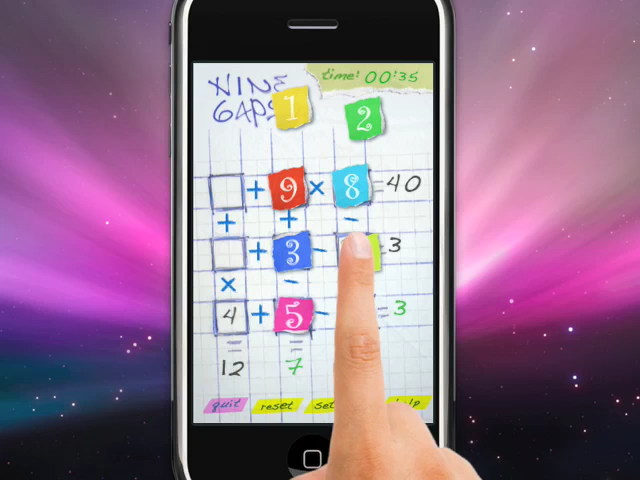 NINE
GAPS
time: 00:35
1 2
+ 9 × 8 = 40
+ + -
+ 3 - 3
× -
4 + 5 - = 3
= =
12 7
quit reset